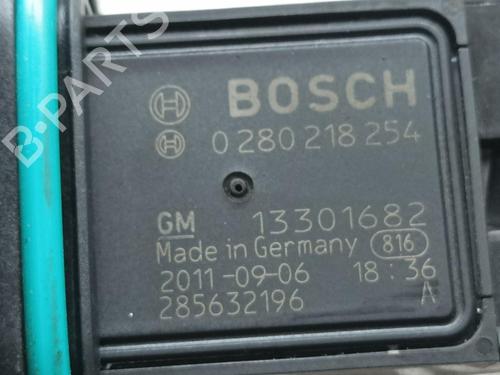 BOSCH
0 280 218 254
GM 13301682
Made in Germany 816
2011-09-06 18:36
285632196 A
B-PARTS